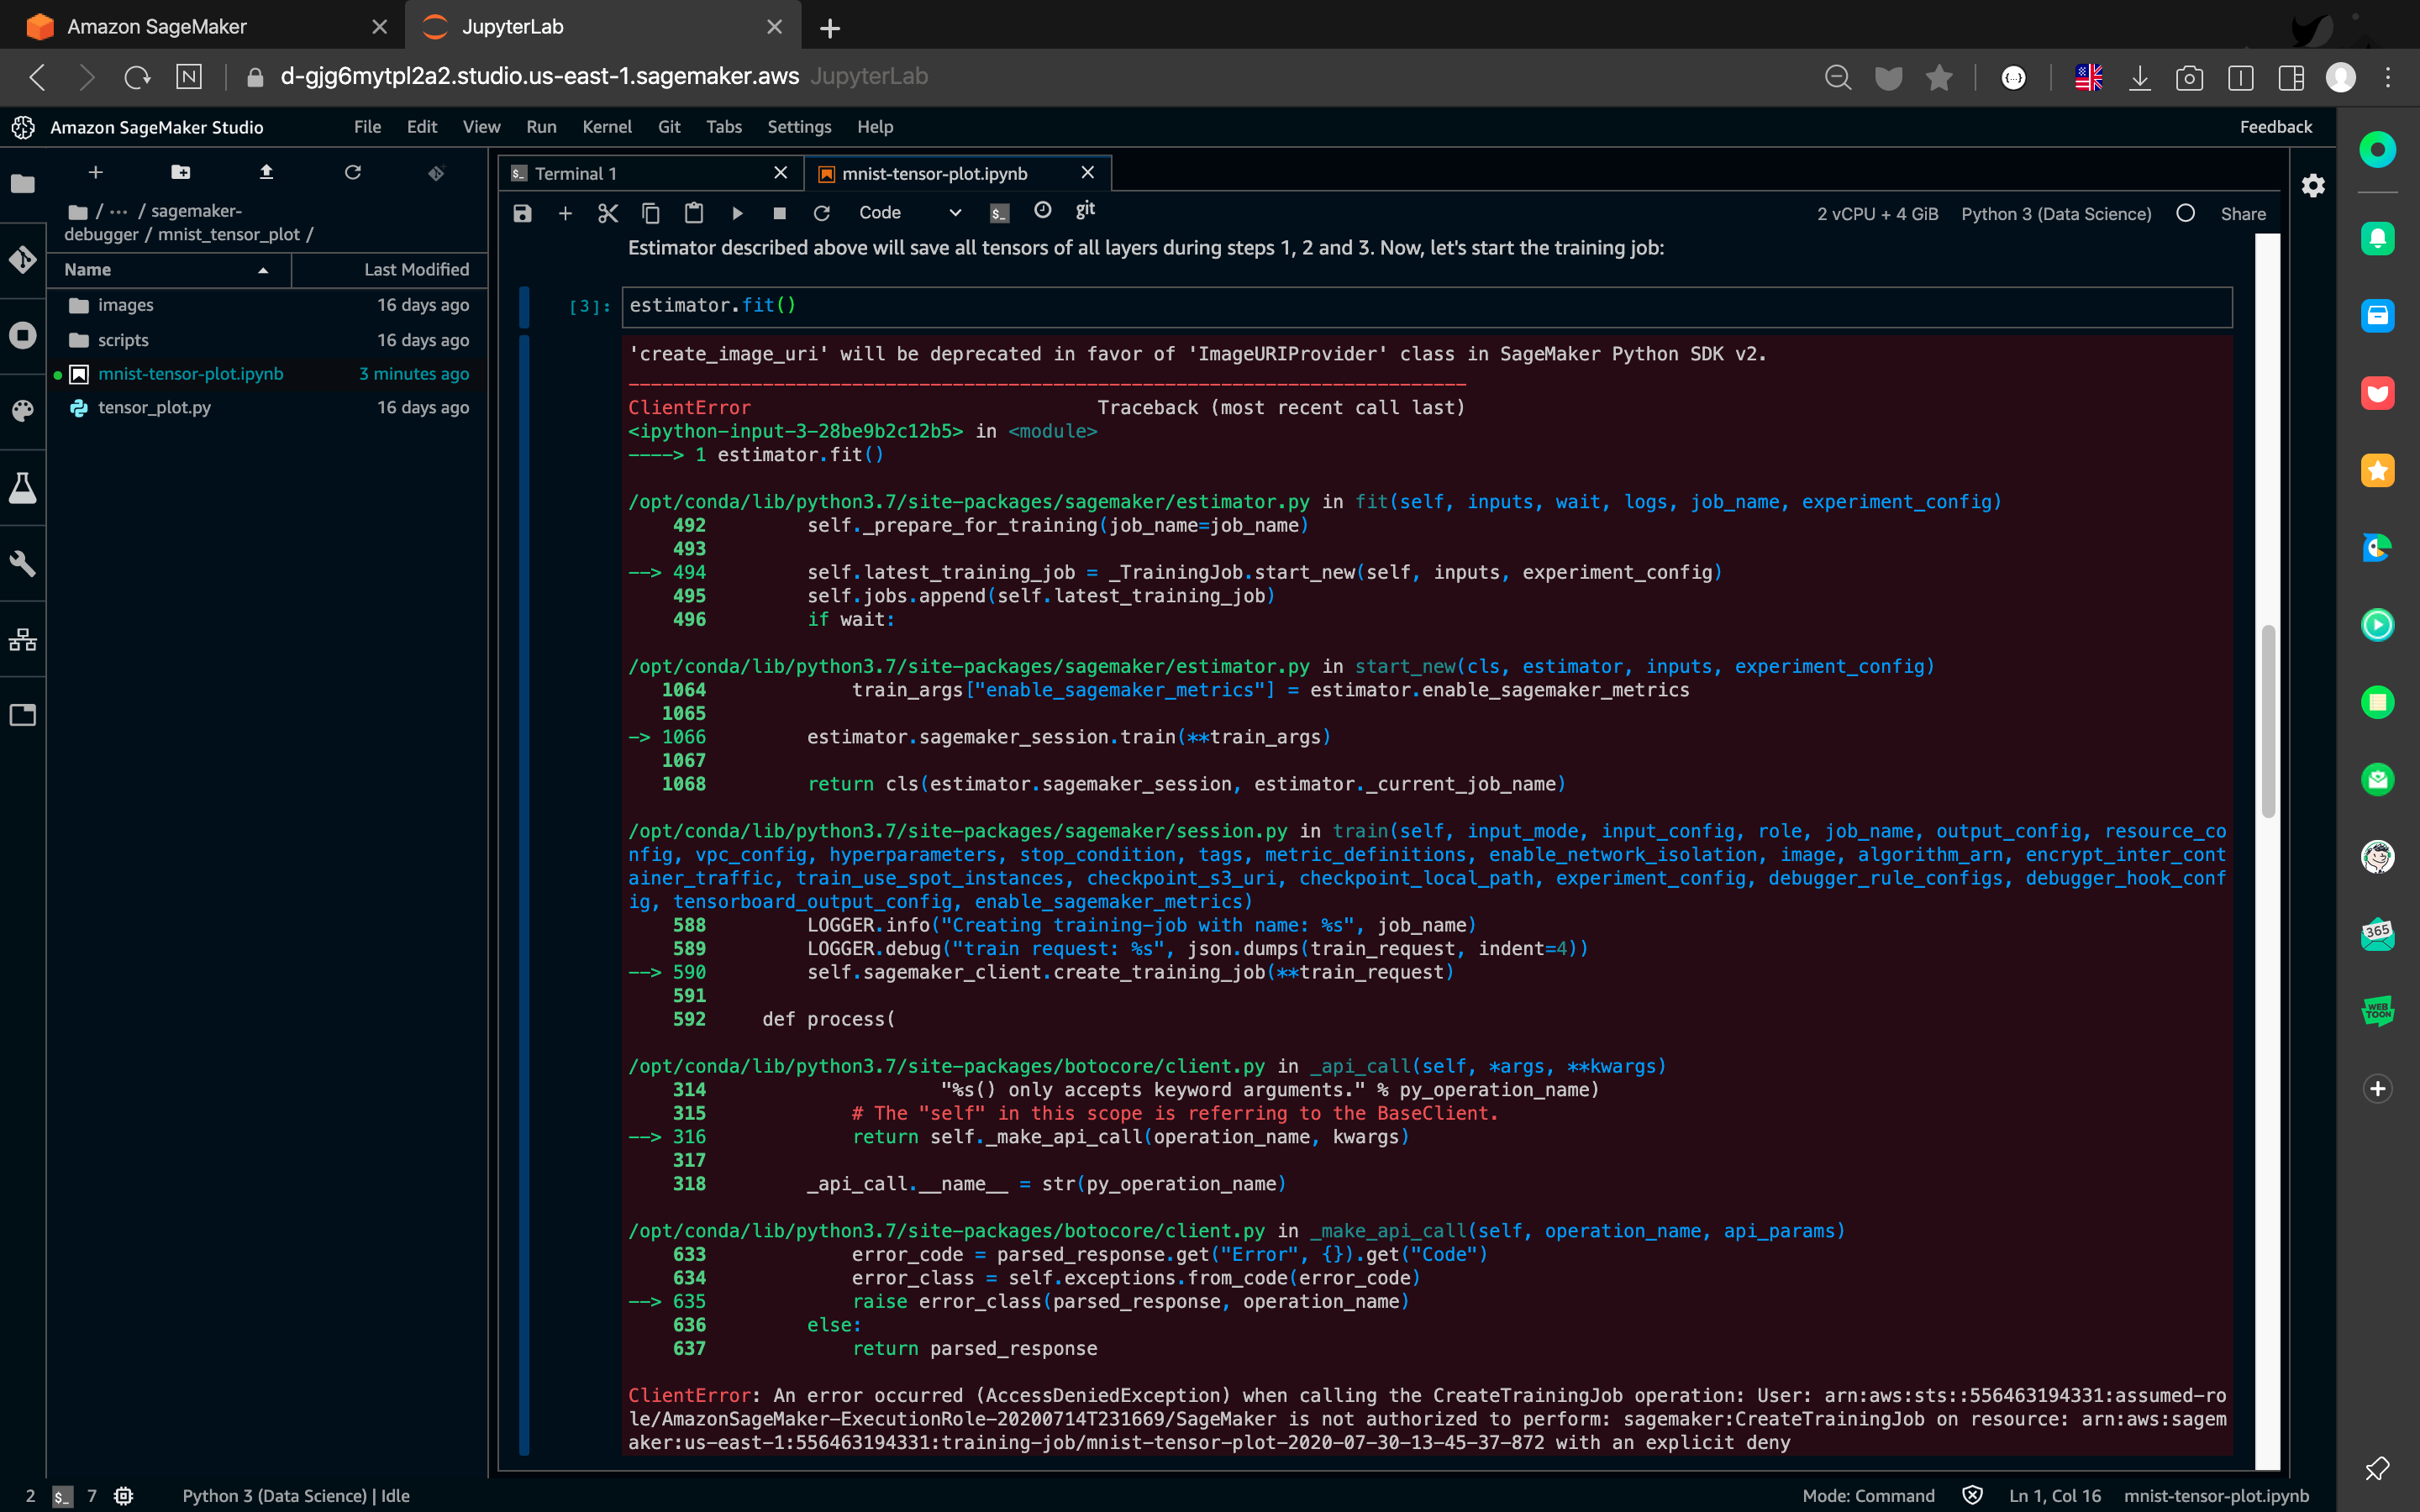 Amazon SageMaker
JupyterLab
d-gjg6mytpl2a2.studio.us-east-1.sagemaker.aws JupyterLab
Amazon SageMaker Studio File Edit View Run Kernel Git Tabs Settings Help Feedback
/ ··· / sagemaker-
debugger / mnist_tensor_plot /
Name Last Modified
images 16 days ago
scripts 16 days ago
mnist-tensor-plot.ipynb 3 minutes ago
tensor_plot.py 16 days ago
Terminal 1
mnist-tensor-plot.ipynb
Code git 2 vCPU + 4 GiB Python 3 (Data Science) Share
Estimator described above will save all tensors of all layers during steps 1, 2 and 3. Now, let's start the training job:
[3]: estimator.fit()
'create_image_uri' will be deprecated in favor of 'ImageURIProvider' class in SageMaker Python SDK v2.
---------------------------------------------------------------------------
ClientError Traceback (most recent call last)
<ipython-input-3-28be9b2c12b5> in <module>
----> 1 estimator.fit()
/opt/conda/lib/python3.7/site-packages/sagemaker/estimator.py in fit(self, inputs, wait, logs, job_name, experiment_config)
492 self._prepare_for_training(job_name=job_name)
493
--> 494 self.latest_training_job = _TrainingJob.start_new(self, inputs, experiment_config)
495 self.jobs.append(self.latest_training_job)
496 if wait:
/opt/conda/lib/python3.7/site-packages/sagemaker/estimator.py in start_new(cls, estimator, inputs, experiment_config)
1064 train_args["enable_sagemaker_metrics"] = estimator.enable_sagemaker_metrics
1065
-> 1066 estimator.sagemaker_session.train(**train_args)
1067
1068 return cls(estimator.sagemaker_session, estimator._current_job_name)
/opt/conda/lib/python3.7/site-packages/sagemaker/session.py in train(self, input_mode, input_config, role, job_name, output_config, resource_co
nfig, vpc_config, hyperparameters, stop_condition, tags, metric_definitions, enable_network_isolation, image, algorithm_arn, encrypt_inter_cont
ainer_traffic, train_use_spot_instances, checkpoint_s3_uri, checkpoint_local_path, experiment_config, debugger_rule_configs, debugger_hook_conf
ig, tensorboard_output_config, enable_sagemaker_metrics)
588 LOGGER.info("Creating training-job with name: %s", job_name)
589 LOGGER.debug("train request: %s", json.dumps(train_request, indent=4))
--> 590 self.sagemaker_client.create_training_job(**train_request)
591
592 def process(
/opt/conda/lib/python3.7/site-packages/botocore/client.py in _api_call(self, *args, **kwargs)
314 "%s() only accepts keyword arguments." % py_operation_name)
315 # The "self" in this scope is referring to the BaseClient.
--> 316 return self._make_api_call(operation_name, kwargs)
317
318 _api_call.__name__ = str(py_operation_name)
/opt/conda/lib/python3.7/site-packages/botocore/client.py in _make_api_call(self, operation_name, api_params)
633 error_code = parsed_response.get("Error", {}).get("Code")
634 error_class = self.exceptions.from_code(error_code)
--> 635 raise error_class(parsed_response, operation_name)
636 else:
637 return parsed_response
ClientError: An error occurred (AccessDeniedException) when calling the CreateTrainingJob operation: User: arn:aws:sts::556463194331:assumed-ro
le/AmazonSageMaker-ExecutionRole-20200714T231669/SageMaker is not authorized to perform: sagemaker:CreateTrainingJob on resource: arn:aws:sagem
aker:us-east-1:556463194331:training-job/mnist-tensor-plot-2020-07-30-13-45-37-872 with an explicit deny
365
WEB
TOON
2 $_ 7 Python 3 (Data Science) | Idle Mode: Command Ln 1, Col 16 mnist-tensor-plot.ipynb